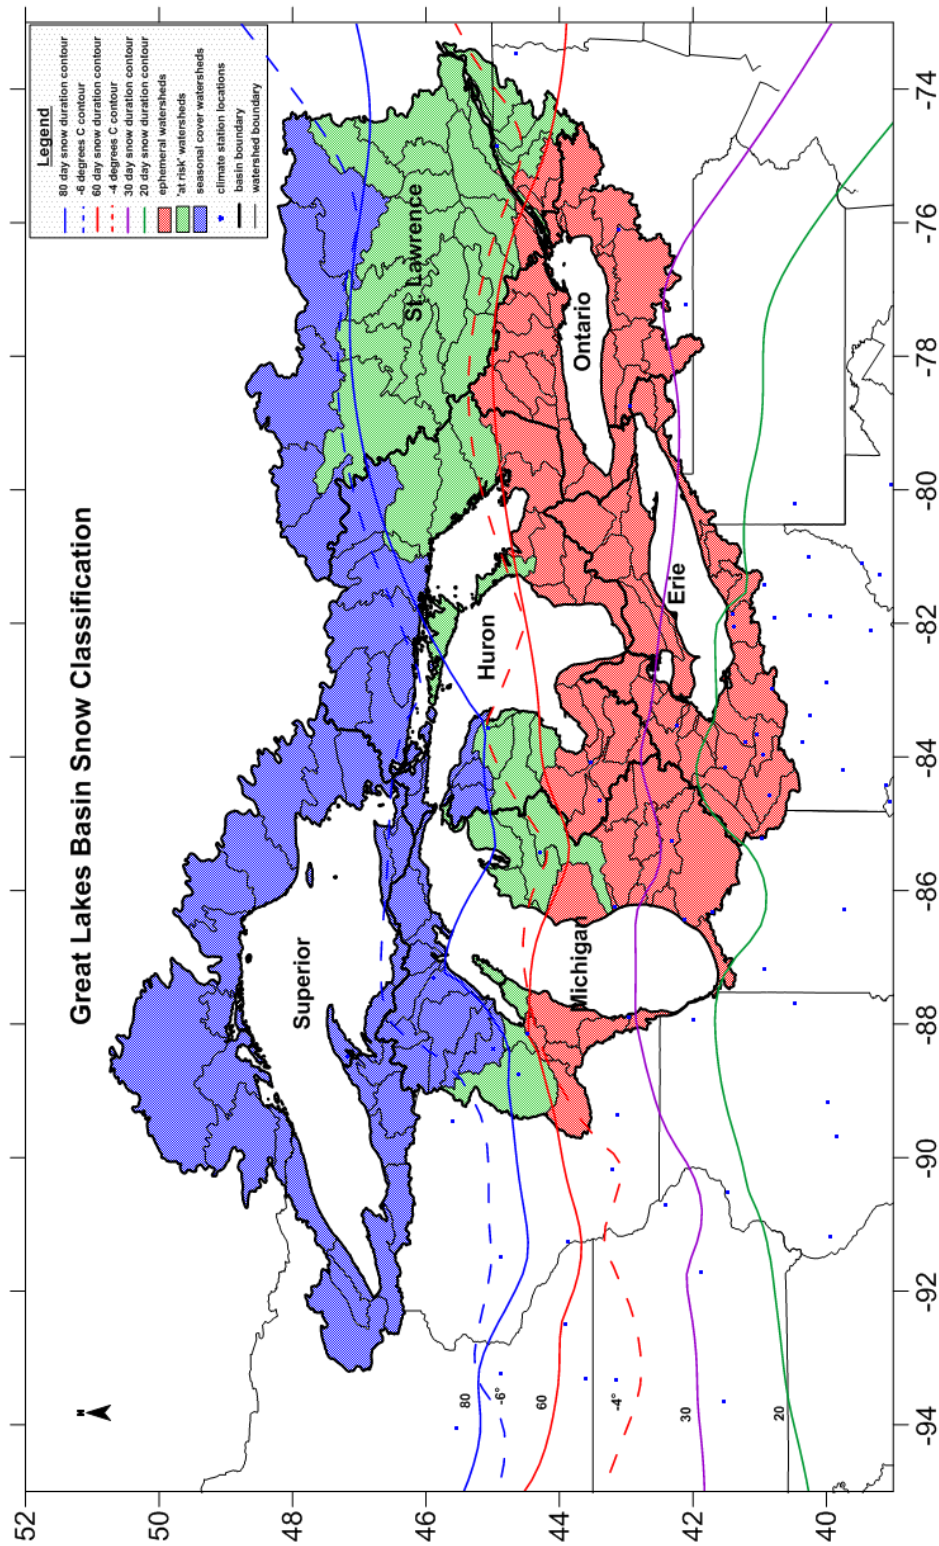 Great Lakes Basin Snow Classification
Legend
80 day snow duration contour
-6 degrees C contour
60 day snow duration contour
-4 degrees C contour
30 day snow duration contour
20 day snow duration contour
ephemeral watersheds
'at risk' watersheds
seasonal cover watersheds
climate station locations
basin boundary
watershed boundary
N
Superior
Michigan
Huron
Erie
Ontario
St. Lawrence
80
-6°
60
-4°
30
20
52
50
48
46
44
42
40
-94
-92
-90
-88
-86
-84
-82
-80
-78
-76
-74